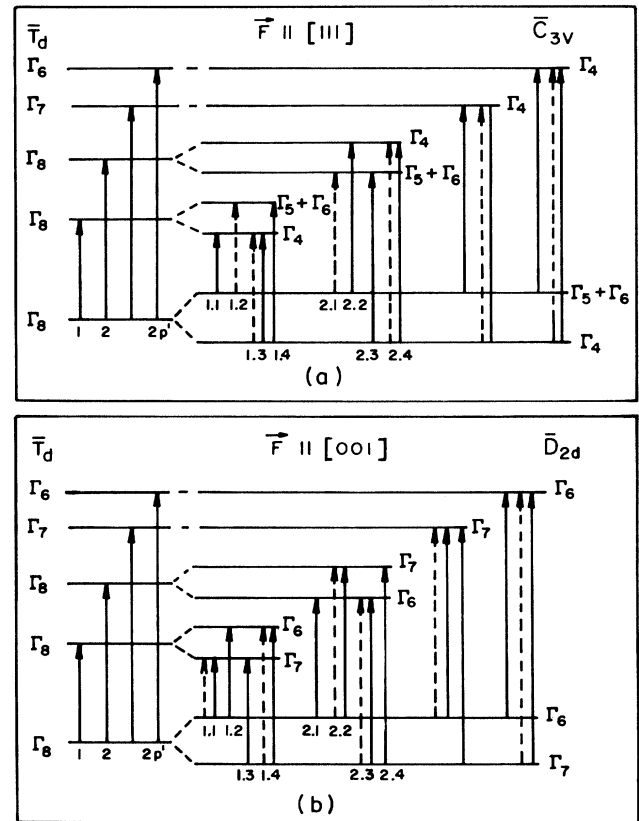 T̄d F⃗ || [111] C̄3V
Γ6 Γ4
Γ7 Γ4
Γ4
Γ8 Γ5 + Γ6
Γ5 + Γ6
Γ8 Γ4
1.1 1.2 2.1 2.2 Γ5 + Γ6
Γ8 1 2 2p' 1.3 1.4 2.3 2.4 Γ4
(a)
T̄d F⃗ || [001] D̄2d
Γ6 Γ6
Γ7 Γ7
Γ7
Γ8 Γ6
Γ6
Γ8 Γ7
1.1 1.2 2.1 2.2 Γ6
Γ8 1 2 2p' 1.3 1.4 2.3 2.4 Γ7
(b)